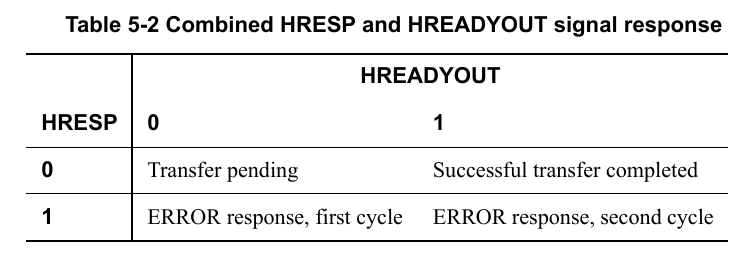 Table 5-2 Combined HRESP and HREADYOUT signal response
HREADYOUT
HRESP 0 1
0 Transfer pending Successful transfer completed
1 ERROR response, first cycle ERROR response, second cycle